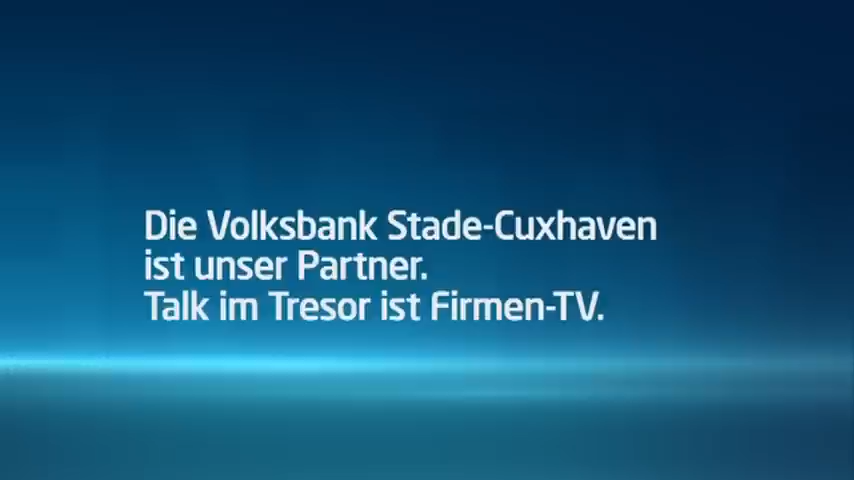 Die Volksbank Stade-Cuxhaven
ist unser Partner.
Talk im Tresor ist Firmen-TV.